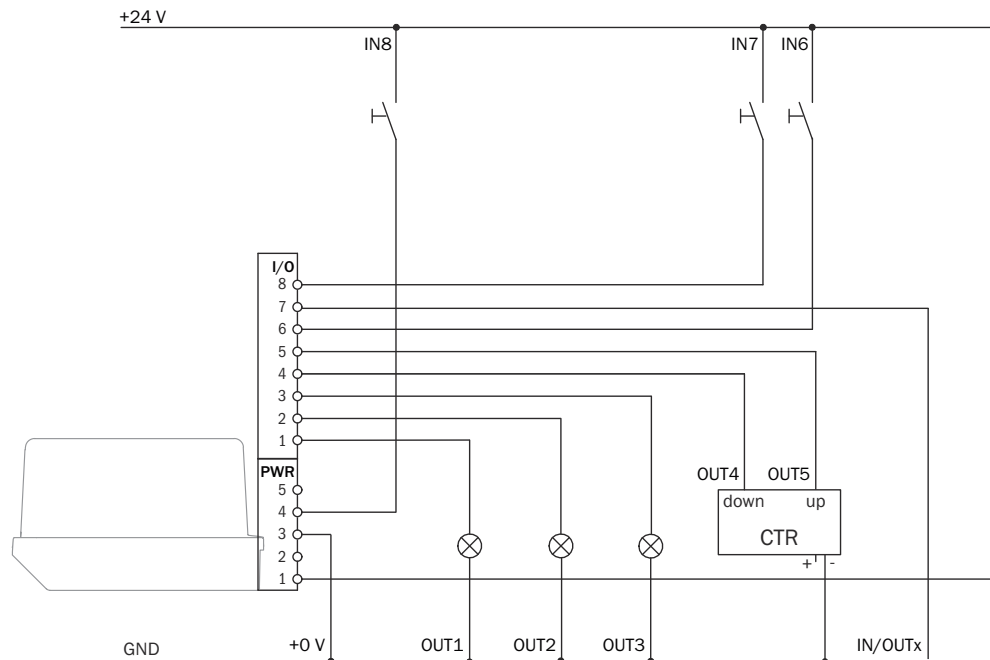 +24 V
IN8
IN7
IN6
I/O
8
7
6
5
4
3
2
1
PWR
5
4
3
2
1
OUT4
OUT5
down
up
CTR
+
-
GND
+0 V
OUT1
OUT2
OUT3
IN/OUTx